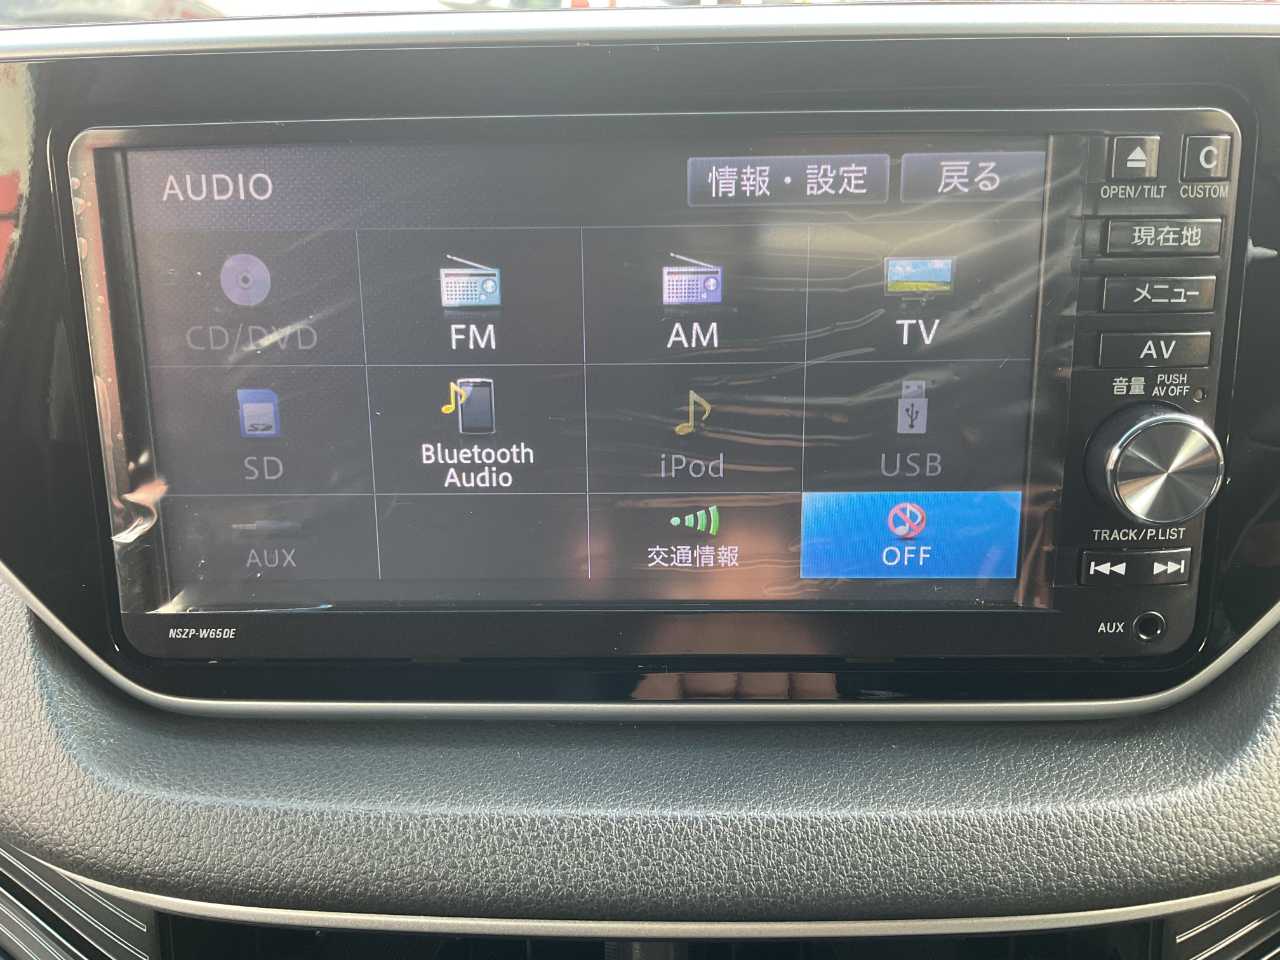 AUDIO
情報・設定
戻る
CD/DVD
FM
AM
TV
SD
Bluetooth
Audio
iPod
USB
AUX
交通情報
OFF
NSZP-W65DE
C
OPEN/TILT
CUSTOM
現在地
メニュー
AV
音量
PUSH
AV OFF
TRACK/P.LIST
AUX